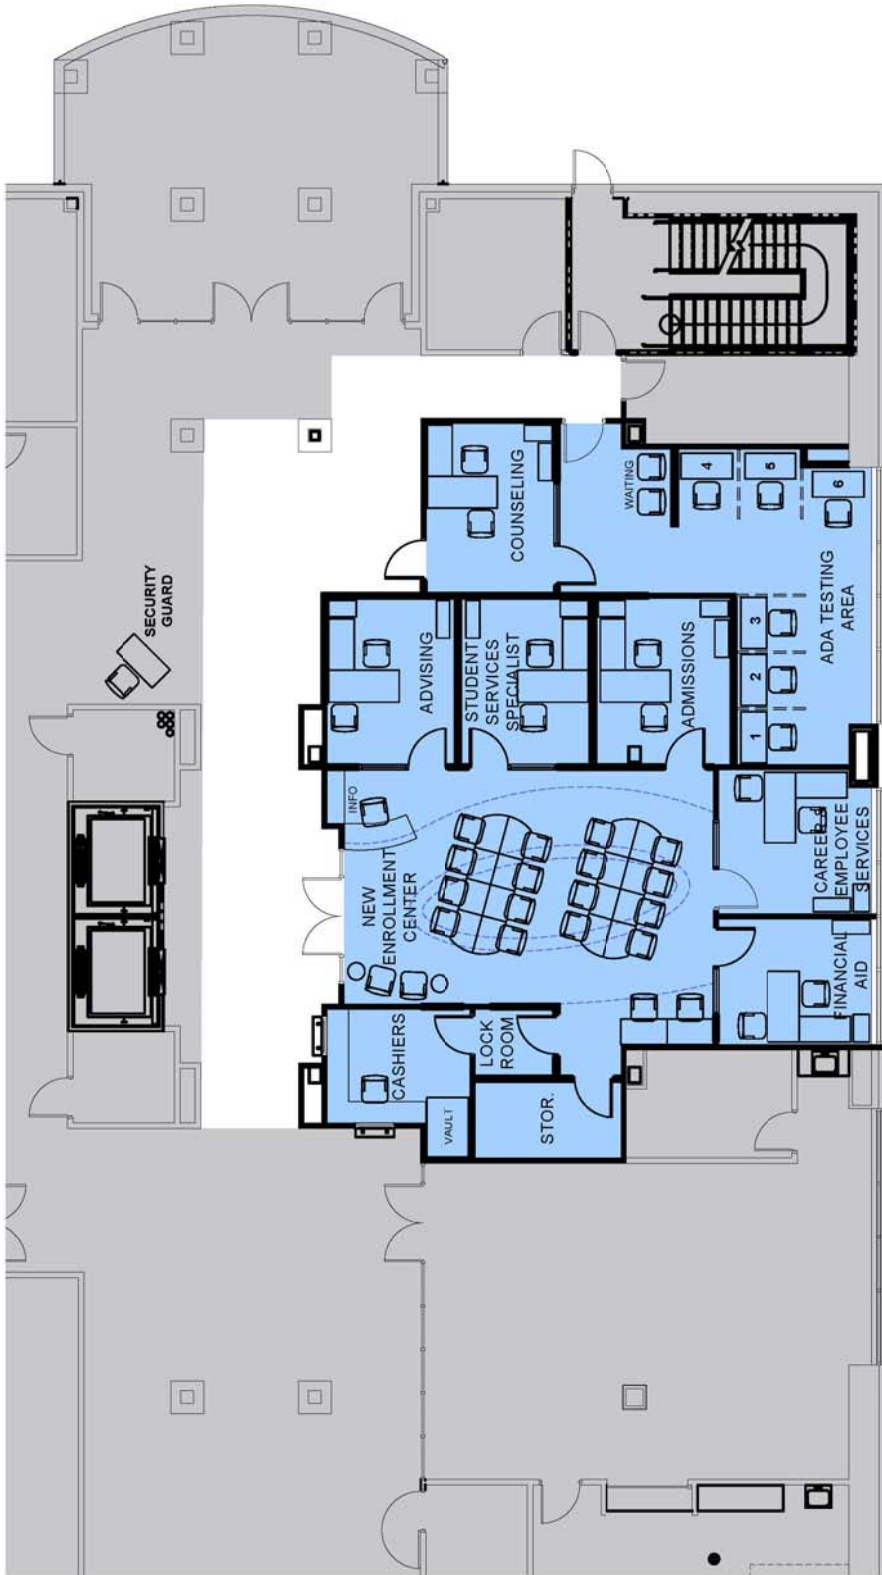 SECURITY
GUARD
COUNSELING
WAITING
4
5
6
ADA TESTING
AREA
3
2
1
ADVISING
STUDENT
SERVICES
SPECIALIST
ADMISSIONS
INFO
NEW
ENROLLMENT
CENTER
CAREER
EMPLOYEE
SERVICES
FINANCIAL
AID
CASHIERS
LOCK
ROOM
VAULT
STOR.